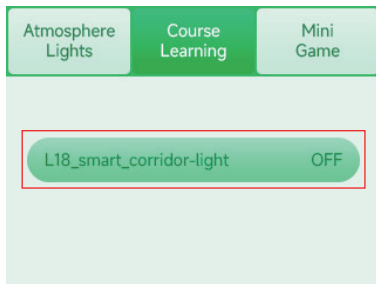 Atmosphere
Lights
Course
Learning
Mini
Game
L18_smart_corridor-light OFF